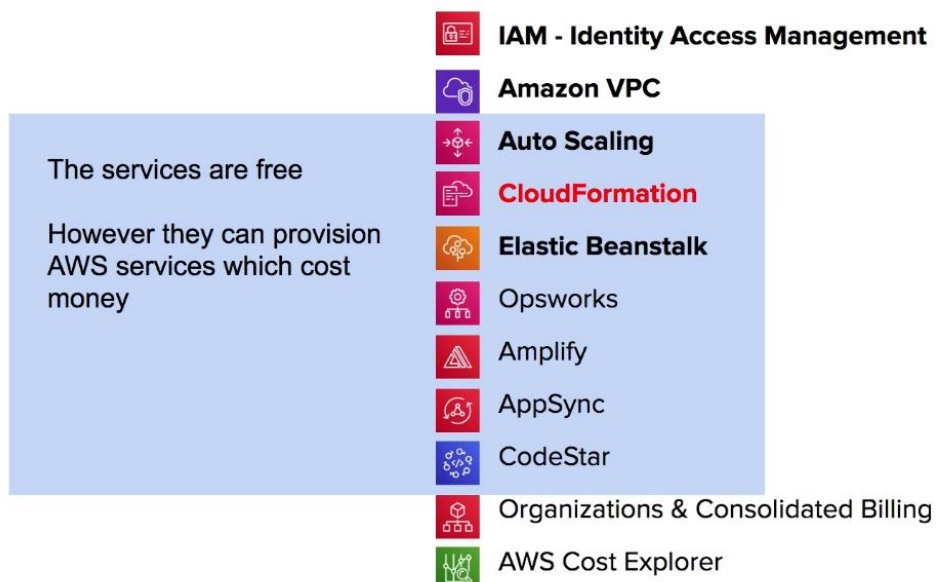 IAM - Identity Access Management
Amazon VPC
The services are free
However they can provision
AWS services which cost
money
Auto Scaling
CloudFormation
Elastic Beanstalk
Opsworks
Amplify
AppSync
CodeStar
Organizations & Consolidated Billing
AWS Cost Explorer